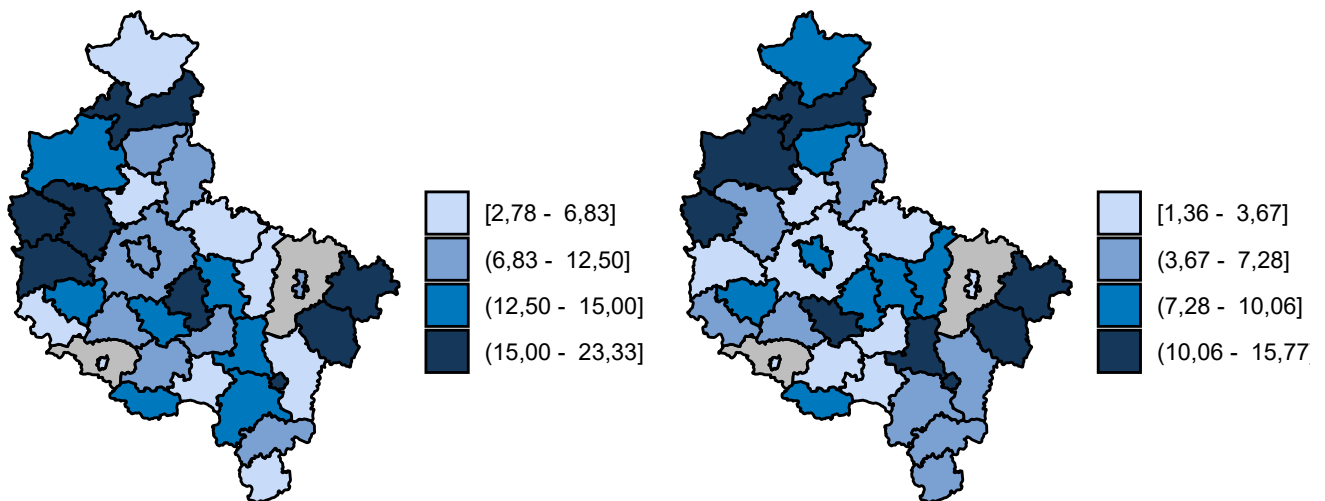 [2,78 - 6,83]
(6,83 - 12,50]
(12,50 - 15,00]
(15,00 - 23,33]
[1,36 - 3,67]
(3,67 - 7,28]
(7,28 - 10,06]
(10,06 - 15,77